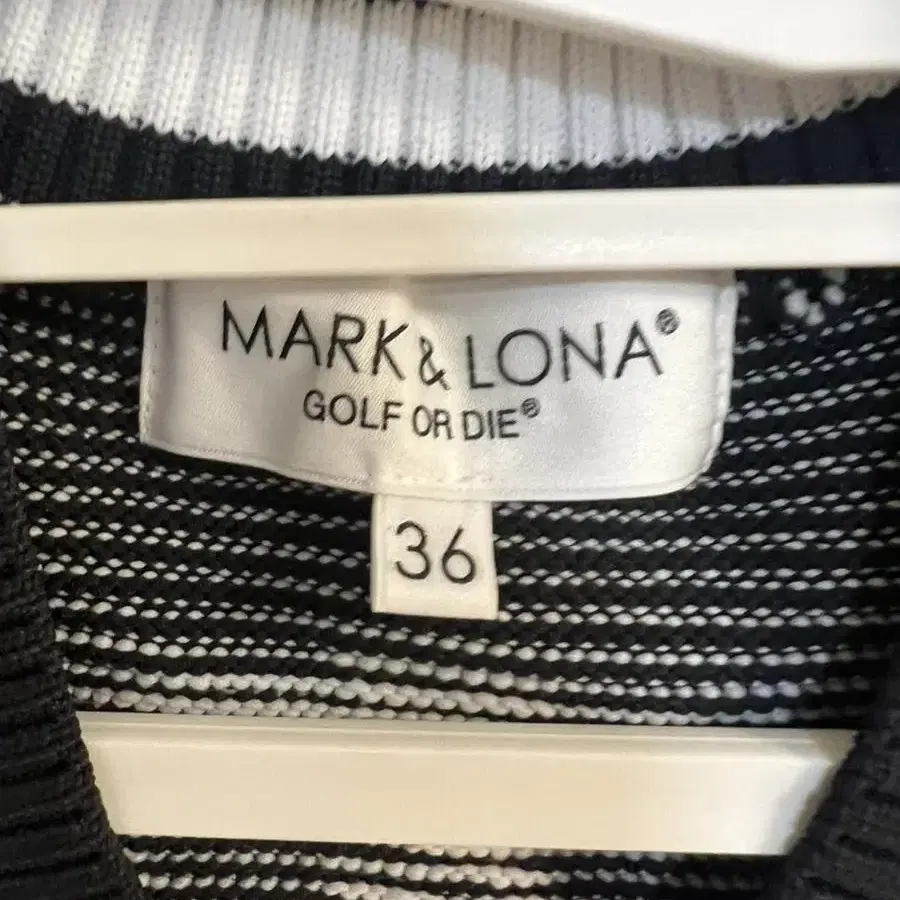 MARK & LONA®
GOLF OR DIE®
36